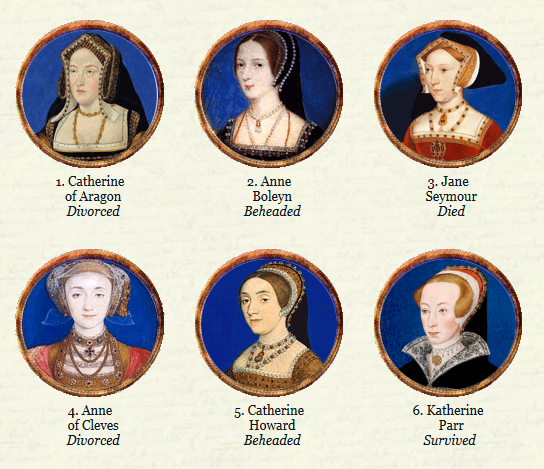 1. Catherine
of Aragon
Divorced
2. Anne
Boleyn
Beheaded
3. Jane
Seymour
Died
4. Anne
of Cleves
Divorced
5. Catherine
Howard
Beheaded
6. Katherine
Parr
Survived